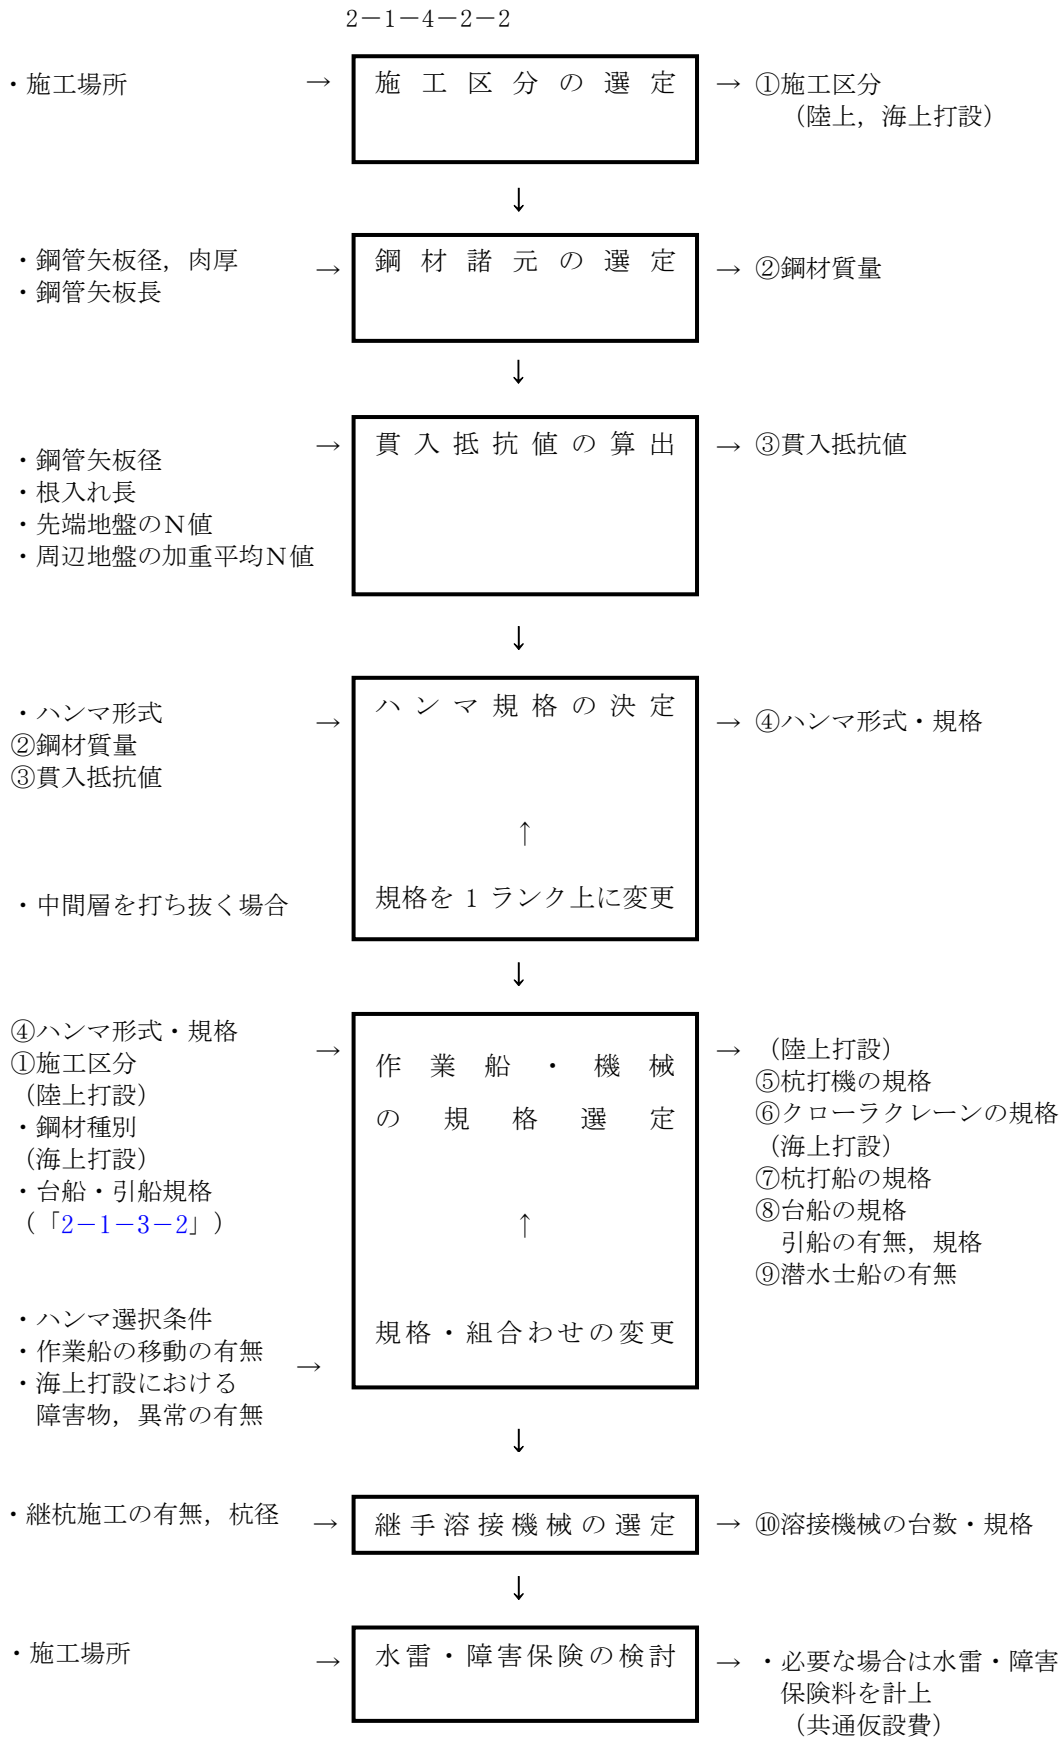 2－1－4－2－2
・施工場所 → 施工区分の選定 → ①施工区分
（陸上，海上打設）
↓
・鋼管矢板径，肉厚 → 鋼材諸元の選定 → ②鋼材質量
・鋼管矢板長
↓
→ 貫入抵抗値の算出 → ③貫入抵抗値
・鋼管矢板径
・根入れ長
・先端地盤のＮ値
・周辺地盤の加重平均Ｎ値
↓
・ハンマ形式 → ハンマ規格の決定 → ④ハンマ形式・規格
②鋼材質量
③貫入抵抗値
↑
・中間層を打ち抜く場合 規格を 1 ランク上に変更
↓
④ハンマ形式・規格
①施工区分
（陸上打設）
・鋼材種別
（海上打設）
・台船・引船規格
（「2－1－3－2」）
→ 作業船・機械
の規格選定
→ （陸上打設）
⑤杭打機の規格
⑥クローラクレーンの規格
（海上打設）
⑦杭打船の規格
⑧台船の規格
引船の有無，規格
⑨潜水士船の有無
↑
・ハンマ選択条件
・作業船の移動の有無
・海上打設における
障害物，異常の有無
→ 規格・組合わせの変更
↓
・継杭施工の有無，杭径 → 継手溶接機械の選定 → ⑩溶接機械の台数・規格
↓
・施工場所 → 水雷・障害保険の検討 → ・必要な場合は水雷・障害
保険料を計上
（共通仮設費）